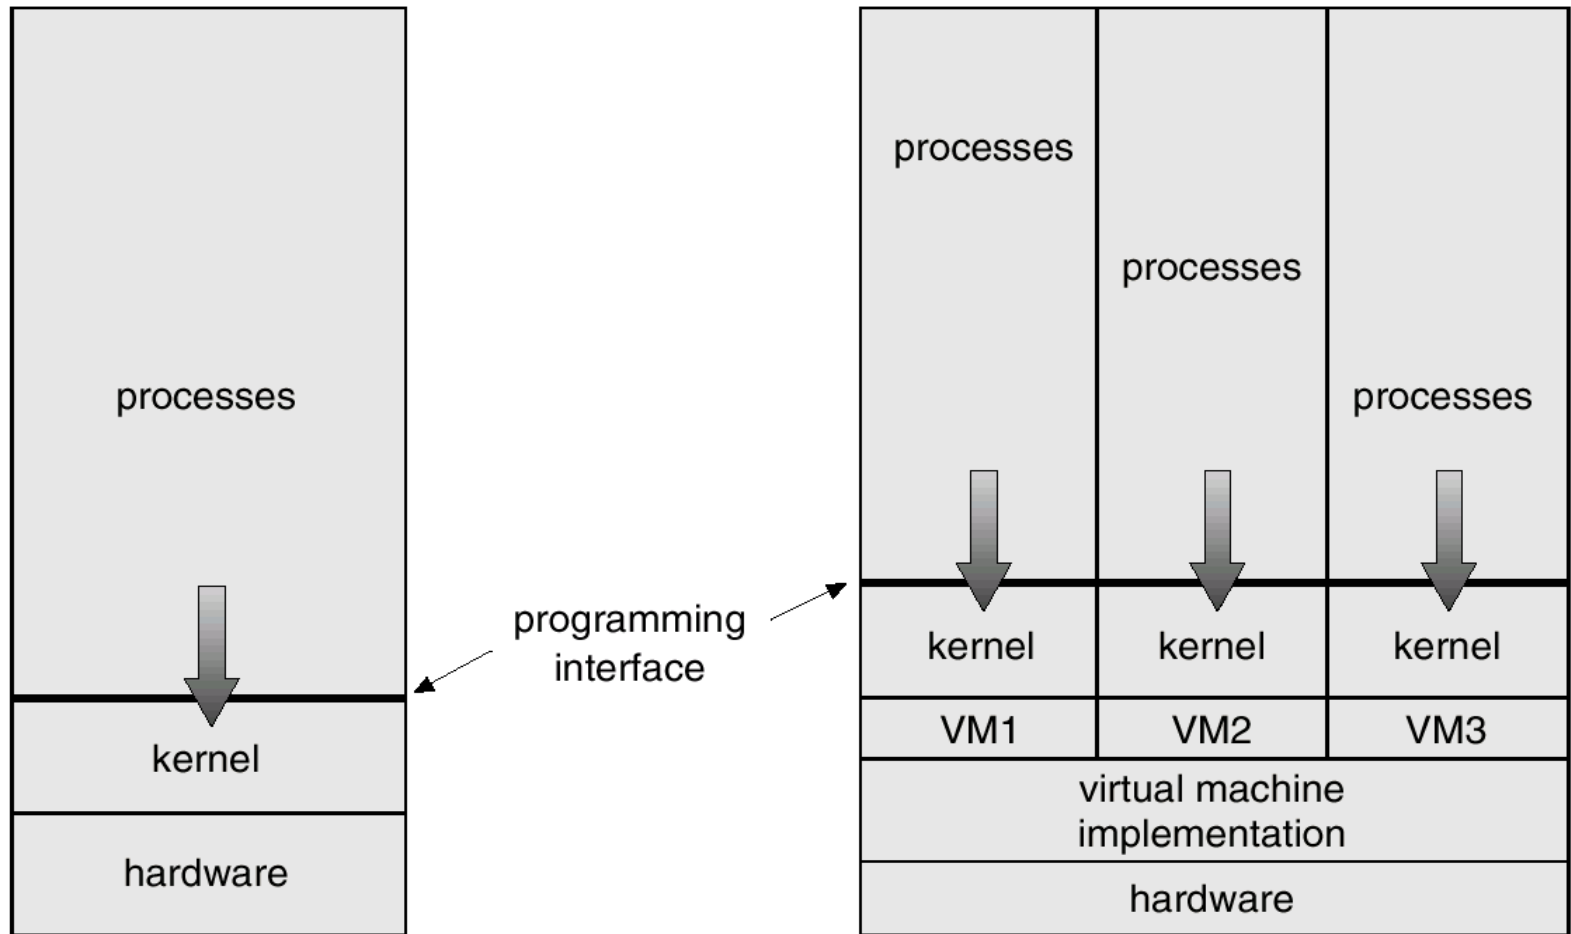 processes
kernel
hardware
programming
interface
processes
processes
processes
kernel
kernel
kernel
VM1
VM2
VM3
virtual machine
implementation
hardware